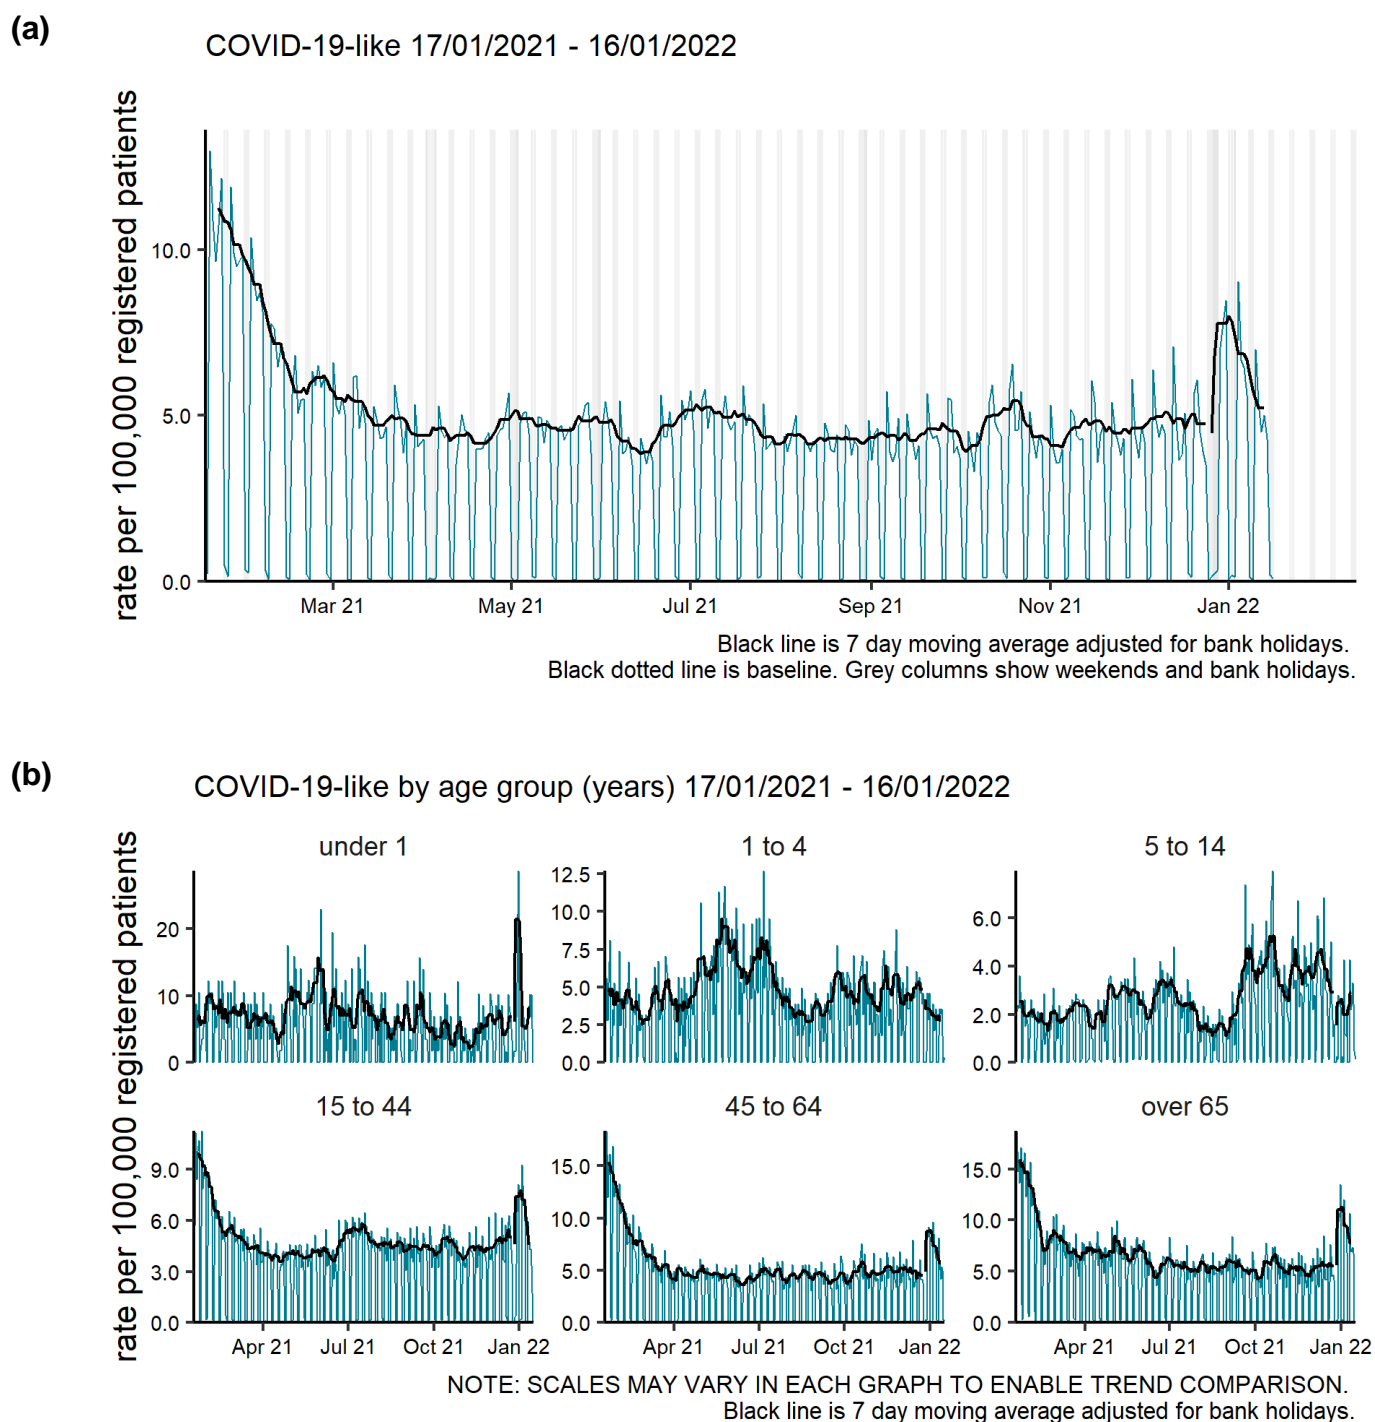 (a)
COVID-19-like 17/01/2021 - 16/01/2022
rate per 100,000 registered patients
10.0
5.0
0.0
Mar 21 May 21 Jul 21 Sep 21 Nov 21 Jan 22
Black line is 7 day moving average adjusted for bank holidays.
Black dotted line is baseline. Grey columns show weekends and bank holidays.
(b)
COVID-19-like by age group (years) 17/01/2021 - 16/01/2022
rate per 100,000 registered patients
under 1
20
10
0
1 to 4
12.5
10.0
7.5
5.0
2.5
0.0
5 to 14
6.0
4.0
2.0
0.0
15 to 44
9.0
6.0
3.0
0.0
Apr 21 Jul 21 Oct 21 Jan 22
45 to 64
15.0
10.0
5.0
0.0
Apr 21 Jul 21 Oct 21 Jan 22
over 65
15.0
10.0
5.0
0.0
Apr 21 Jul 21 Oct 21 Jan 22
NOTE: SCALES MAY VARY IN EACH GRAPH TO ENABLE TREND COMPARISON.
Black line is 7 day moving average adjusted for bank holidays.